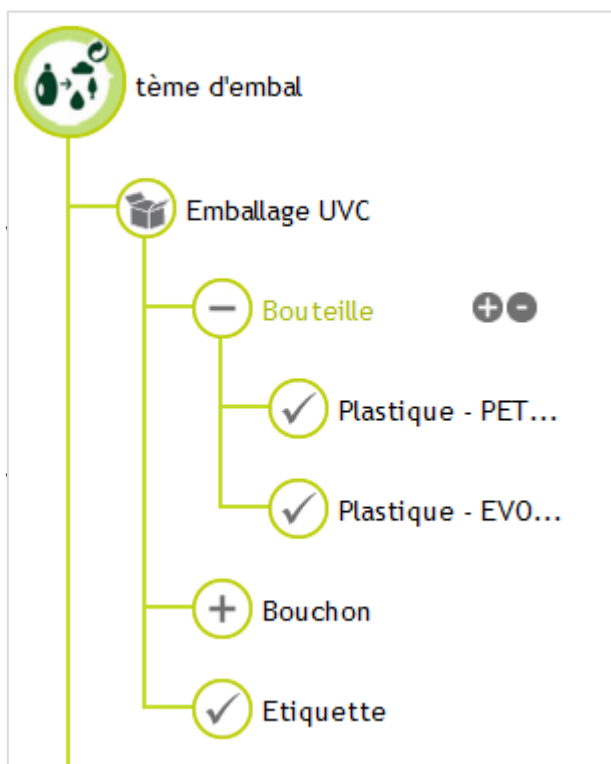 tème d'embal
Emballage UVC
Bouteille
Plastique - PET...
Plastique - EVO...
Bouchon
Etiquette